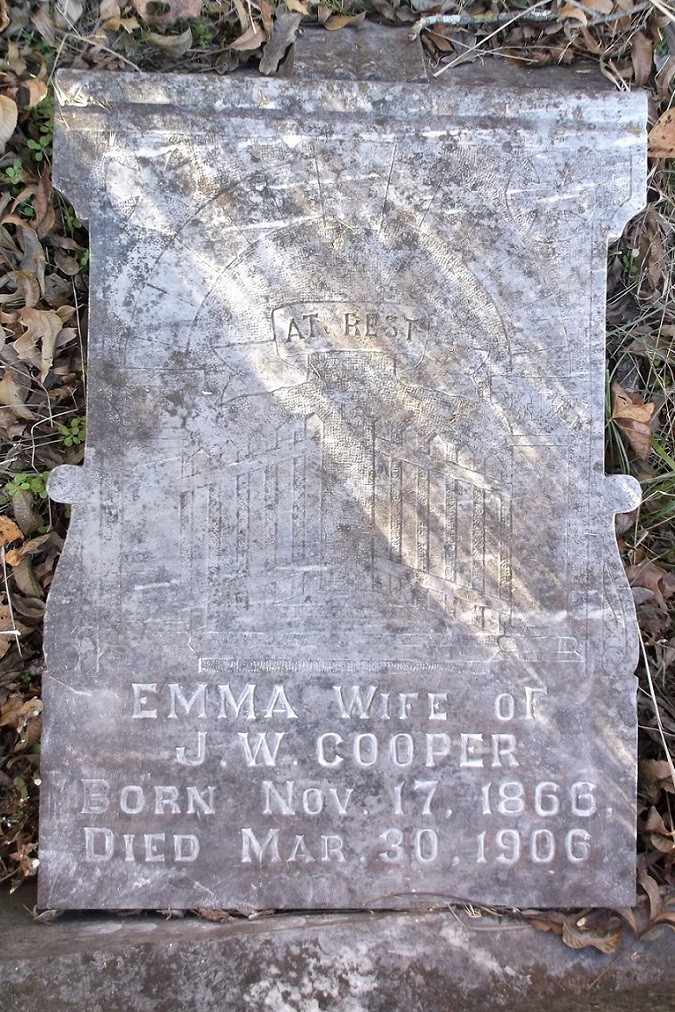 AT REST
EMMA WIFE OF
J. W. COOPER
BORN NOV. 17, 1866.
DIED MAR. 30, 1906.